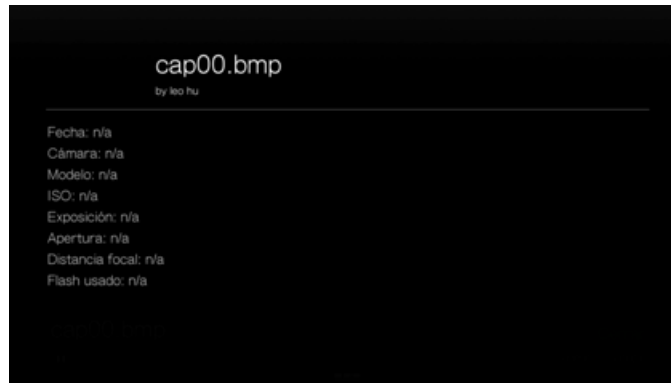 cap00.bmp
by leo hu
Fecha: n/a
Cámara: n/a
Modelo: n/a
ISO: n/a
Exposición: n/a
Apertura: n/a
Distancia focal: n/a
Flash usado: n/a